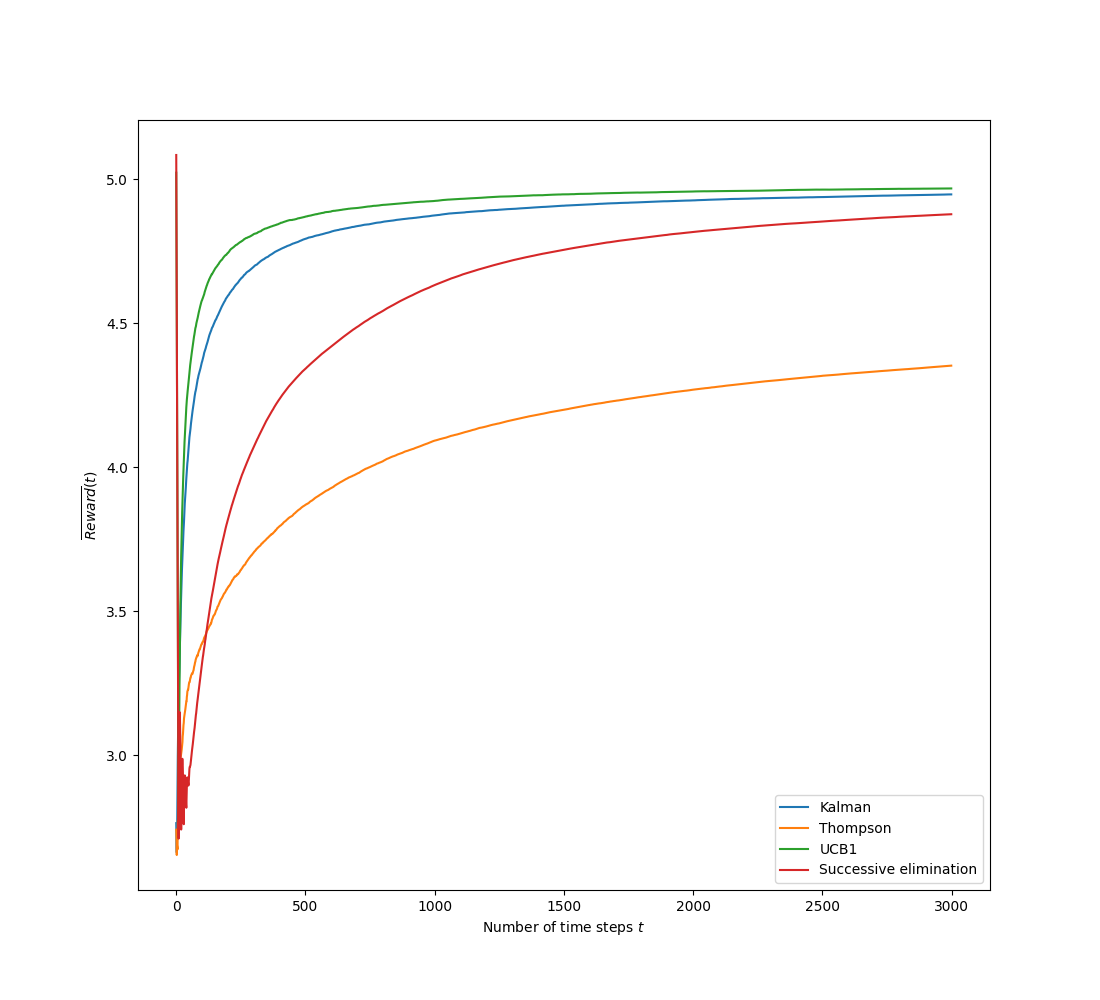 5.0
4.5
4.0
3.5
3.0
Reward(t)
0 500 1000 1500 2000 2500 3000
Number of time steps t
Kalman
Thompson
UCB1
Successive elimination